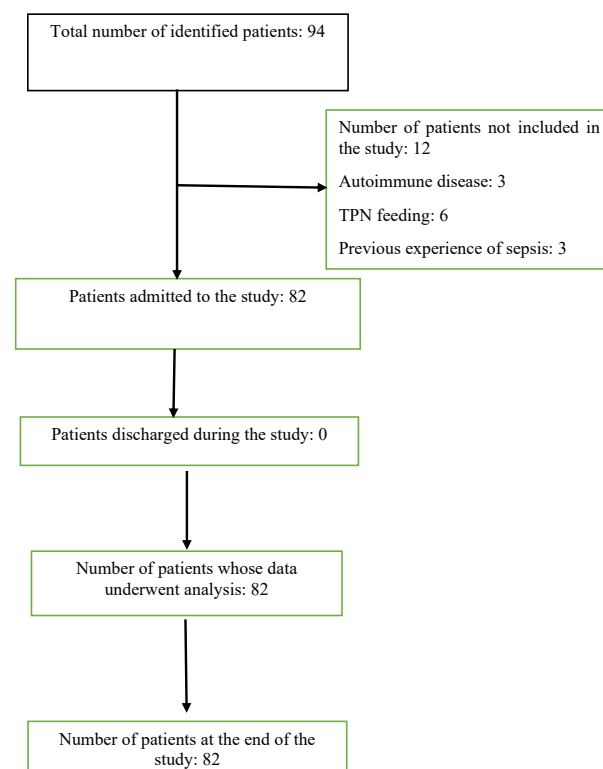 Total number of identified patients: 94
Number of patients not included in
the study: 12
Autoimmune disease: 3
TPN feeding: 6
Previous experience of sepsis: 3
Patients admitted to the study: 82
Patients discharged during the study: 0
Number of patients whose data
underwent analysis: 82
Number of patients at the end of the
study: 82